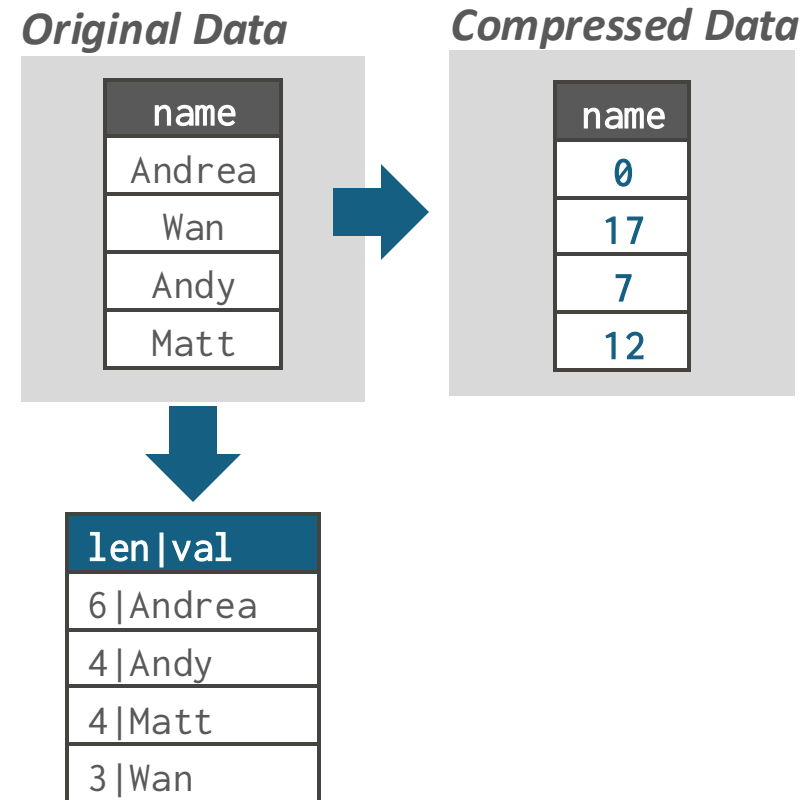 Original Data
name
Andrea
Wan
Andy
Matt
Compressed Data
name
0
17
7
12
len|val
6|Andrea
4|Andy
4|Matt
3|Wan